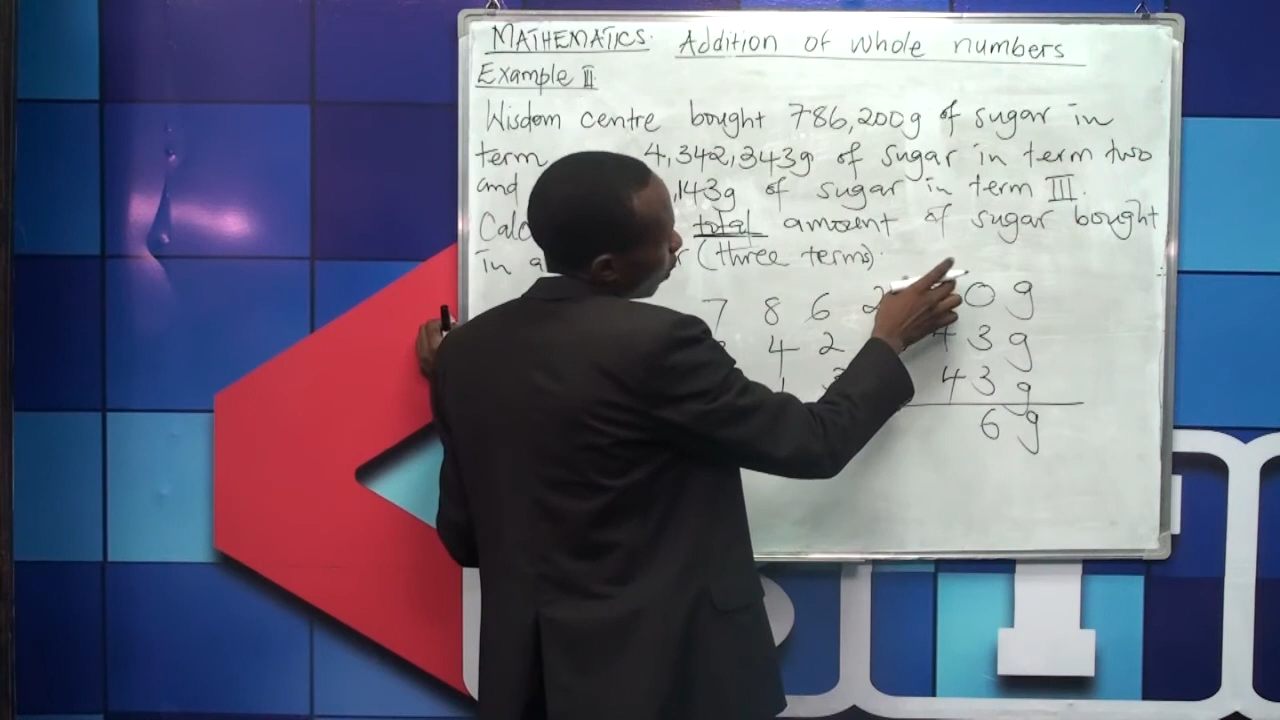 MATHEMATICS. Addition of whole numbers
Example II
Wisdom centre bought 786,200g of sugar in
term 4,342,343g of sugar in term two
and ,143g of sugar in term III.
Calc total amount of sugar bought
in a r (three terms).
7 8 6 2 0 g
4 2 4 3 g
4 3 g
6 g